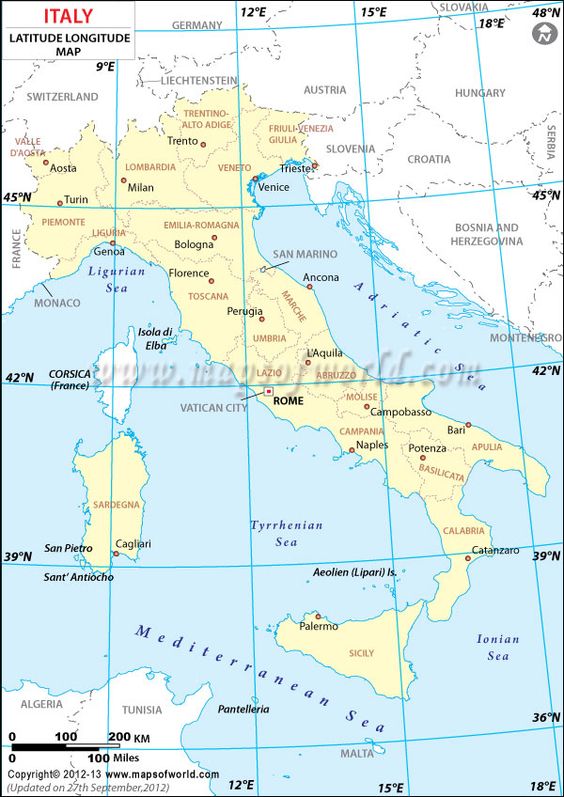 ITALY
LATITUDE LONGITUDE
MAP
12°E
15°E
18°E
48°N
SLOVAKIA
GERMANY
9°E
LIECHTENSTEIN
AUSTRIA
SWITZERLAND
HUNGARY
TRENTINO-
ALTO ADIGE
FRIULI-VENEZIA
GIULIA
SLOVENIA
CROATIA
SERBIA
VALLE
D'AOSTA
Trento
Aosta
LOMBARDIA
VENETO
Trieste
Milan
Venice
45°N
45°N
Turin
PIEMONTE
EMILIA-ROMAGNA
BOSNIA AND
HERZEGOVINA
LIGURIA
Bologna
Genoa
FRANCE
SAN MARINO
Ligurian
Sea
Florence
Ancona
TOSCANA
MARCHE
Adriatic Sea
MONACO
Perugia
Isola di
Elba
UMBRIA
MONTENEGRO
L'Aquila
CORSICA
(France)
LAZIO
ABRUZZO
42°N
42°N
www.mapsofworld.com
VATICAN CITY
ROME
MOLISE
Campobasso
CAMPANIA
Bari
Naples
Potenza
APULIA
BASILICATA
SARDEGNA
Tyrrhenian
Sea
CALABRIA
San Pietro
Cagliari
Catanzaro
39°N
39°N
Sant' Antiocho
Aeolien (Lipari) Is.
Palermo
Mediterranean Sea
Ionian
Sea
SICILY
ALGERIA
TUNISIA
Pantelleria
36°N
0 100 200 KM
0 100 Miles
MALTA
Copyright© 2012-13 www.mapsofworld.com
(Updated on 27th September,2012)
12°E
15°E
18°E